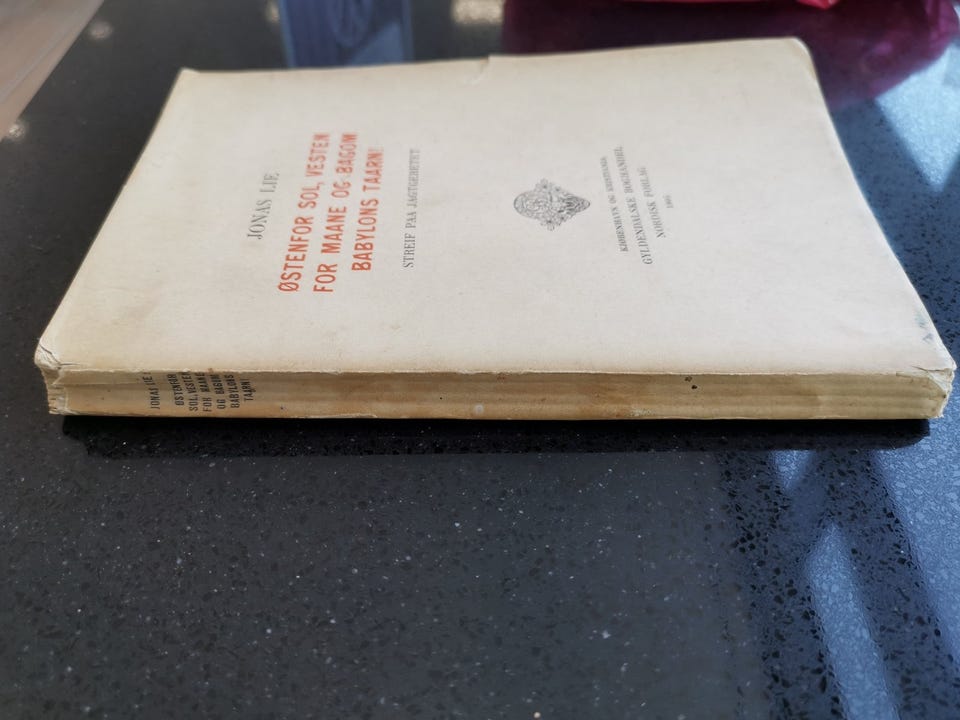 JONAS LIE
ØSTENFOR SOL, VESTEN
FOR MAANE OG BAGOM
BABYLONS TAARN!
STREIF PAA JAGTGEBETET
KJØBENHAVN OG KRISTIANIA
GYLDENDALSKE BOGHANDEL
NORDISK FORLAG
JONAS LIE
ØSTENFOR
SOL, VESTEN
FOR MAANE
OG BAGOM
BABYLONS
TAARN!